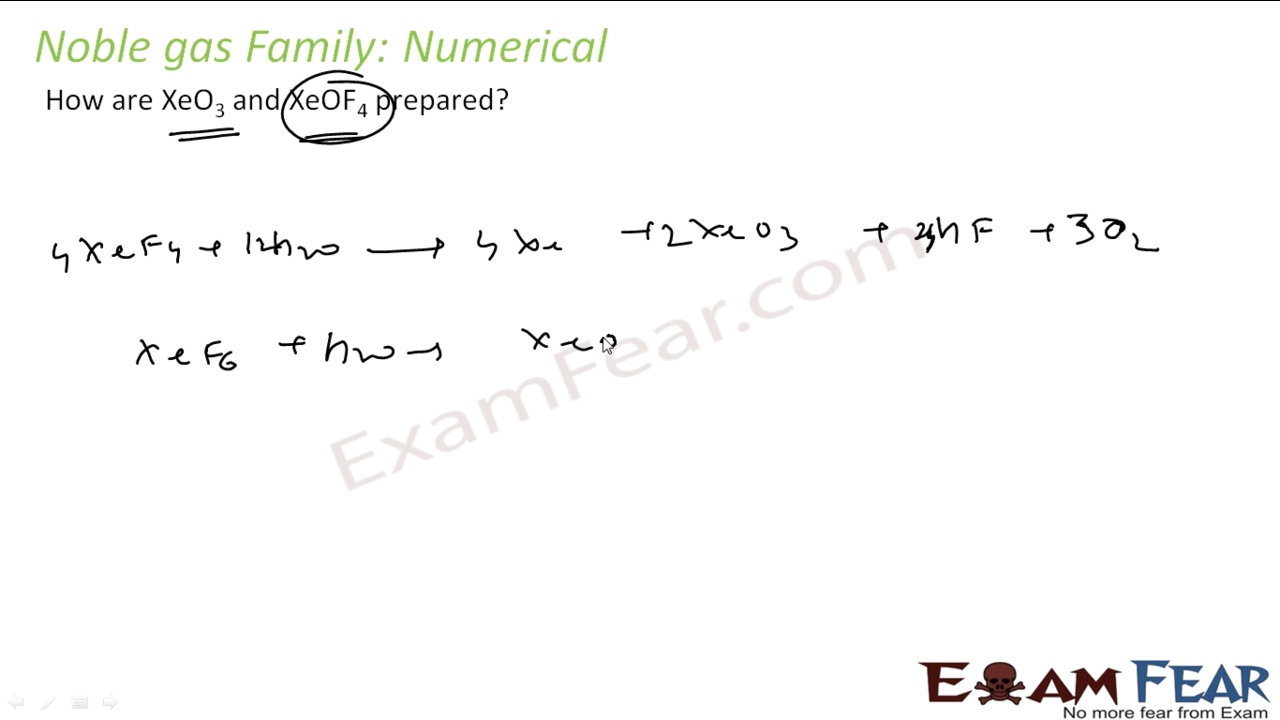 Noble gas Family: Numerical
How are XeO₃ and XeOF₄ prepared?
4XeF₄ + 12H₂O → 4Xe + 2XeO₃ + 24HF + 3O₂
XeF₆ + H₂O → XeO
ExamFear.com
EXAM FEAR
No more fear from Exam